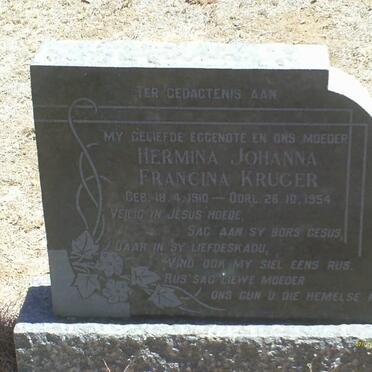 TER GEDAGTENIS AAN
MY GELIEFDE EGGENOTE EN ONS MOEDER
HERMINA JOHANNA
FRANCINA KRUGER
GEB. 18.4.1910 — OORL. 26.10.1954
VEILIG IN JESUS HOEDE,
SAG AAN SY BORS GESUS,
DAAR IN SY LIEFDESKADU,
VIND OOK MY SIEL EENS RUS.
RUS SAG LIEWE MOEDER
ONS GUN U DIE HEMELSE